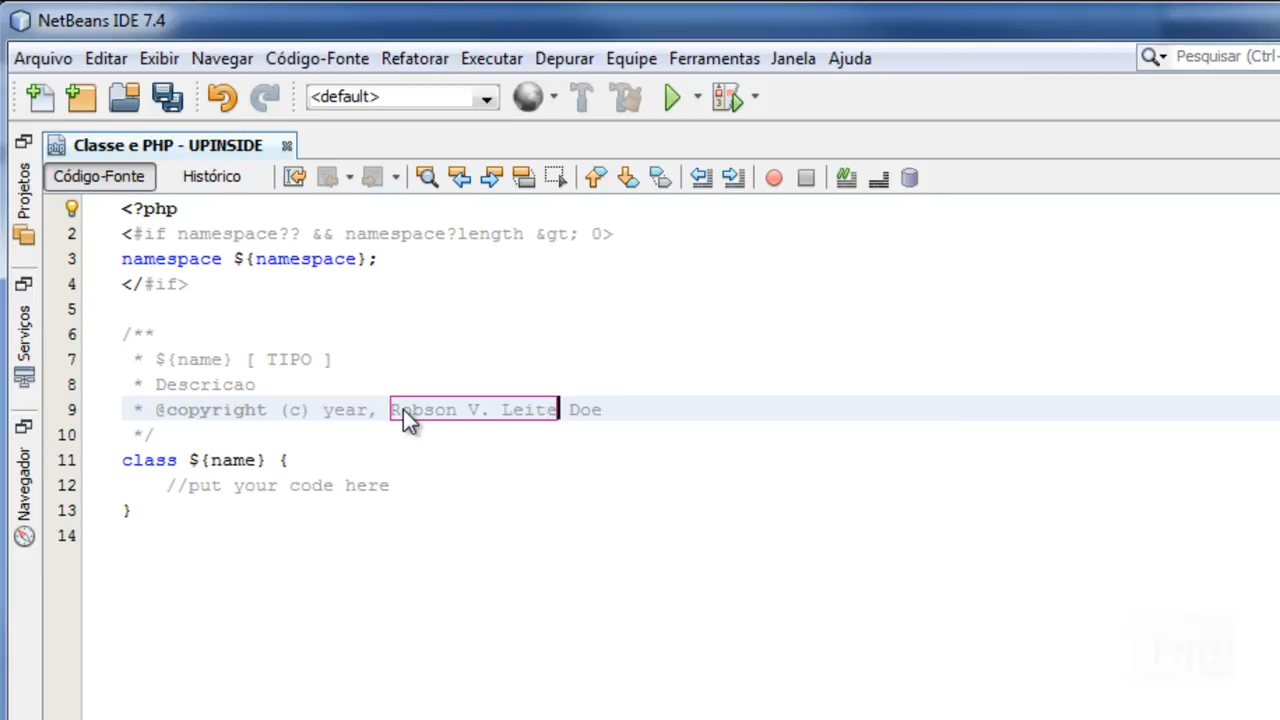 NetBeans IDE 7.4
Arquivo Editar Exibir Navegar Código-Fonte Refatorar Executar Depurar Equipe Ferramentas Janela Ajuda Pesquisar (Ctrl-
<default>
Classe e PHP - UPINSIDE
Código-Fonte Histórico
Projetos
Serviços
Navegador
<?php
2 <#if namespace?? && namespace?length &gt; 0>
3 namespace ${namespace};
4 </#if>
5
6 /**
7 * ${name} [ TIPO ]
8 * Descricao
9 * @copyright (c) year, Robson V. Leite Doe
10 */
11 class ${name} {
12 //put your code here
13 }
14